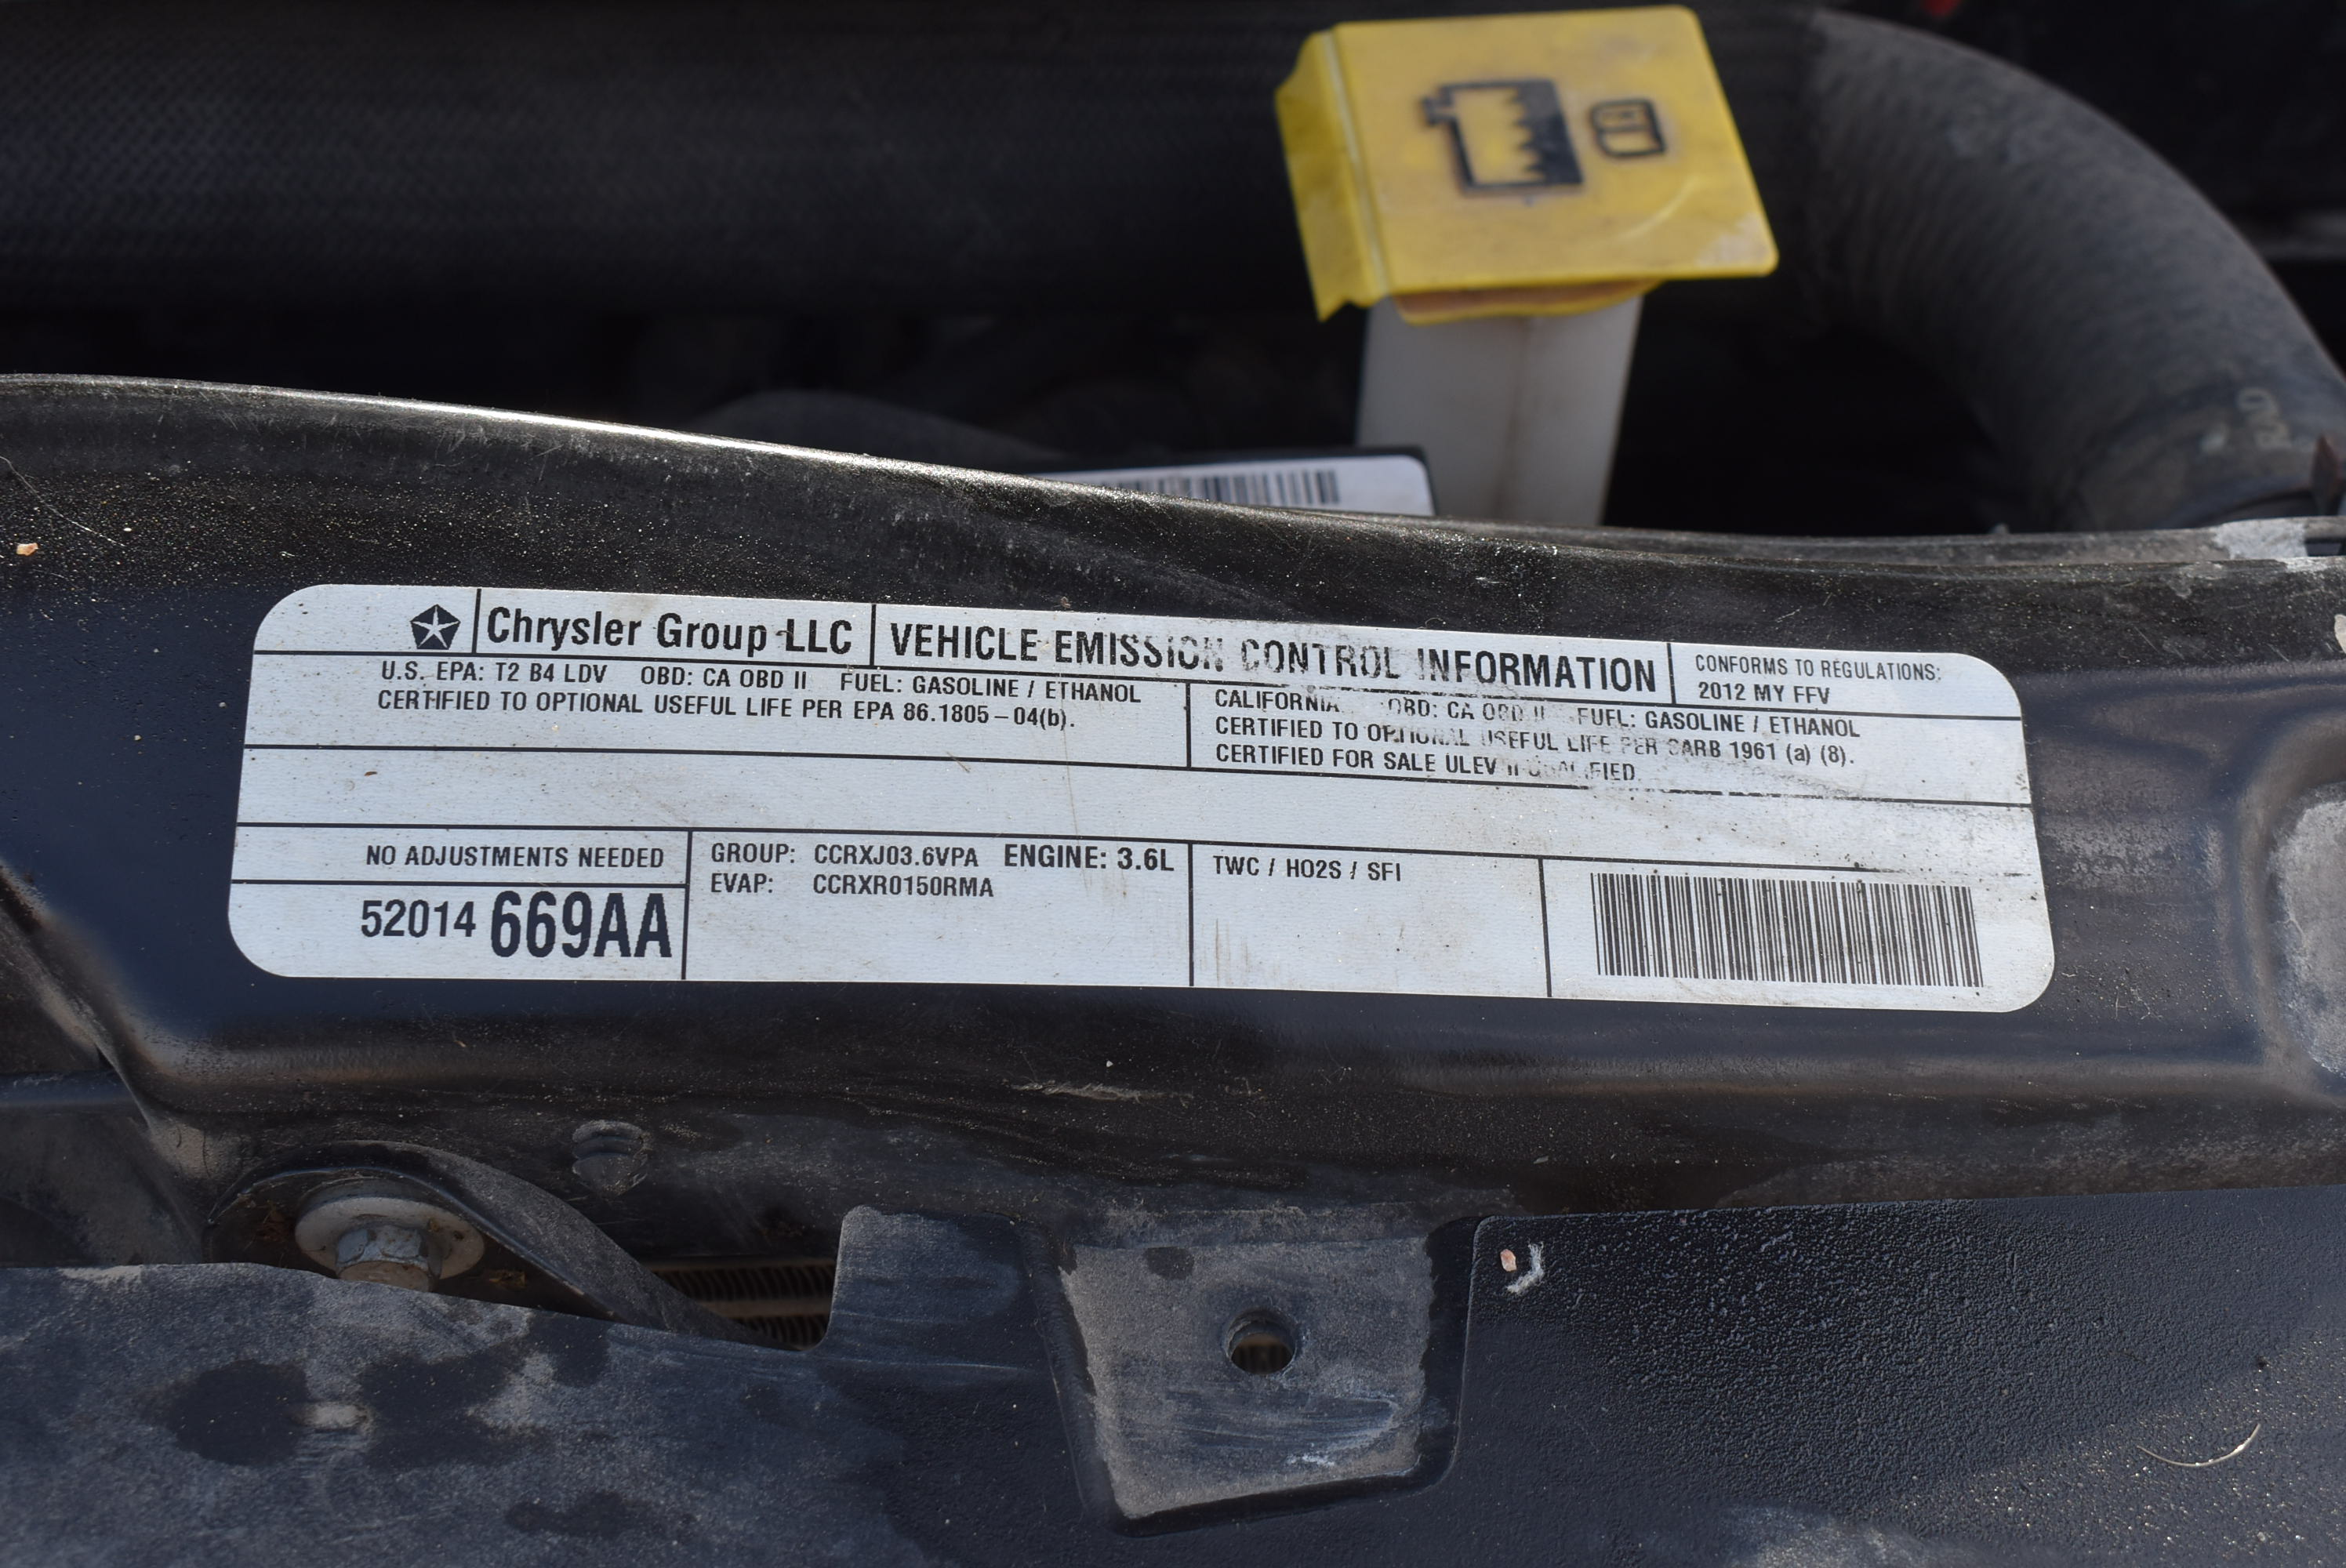 Chrysler Group LLC
VEHICLE EMISSION CONTROL INFORMATION
CONFORMS TO REGULATIONS:
2012 MY FFV
U.S. EPA: T2 B4 LDV OBD: CA OBD II FUEL: GASOLINE / ETHANOL
CERTIFIED TO OPTIONAL USEFUL LIFE PER EPA 86.1805-04(b).
CALIFORNIA: OBD: CA OBD II FUEL: GASOLINE / ETHANOL
CERTIFIED TO OPTIONAL USEFUL LIFE PER CARB 1961 (a) (8).
CERTIFIED FOR SALE ULEV II QUALIFIED.
NO ADJUSTMENTS NEEDED
52014 669AA
GROUP: CCRXJ03.6VPA ENGINE: 3.6L
EVAP: CCRXR0150RMA
TWC / HO2S / SFI
RAD